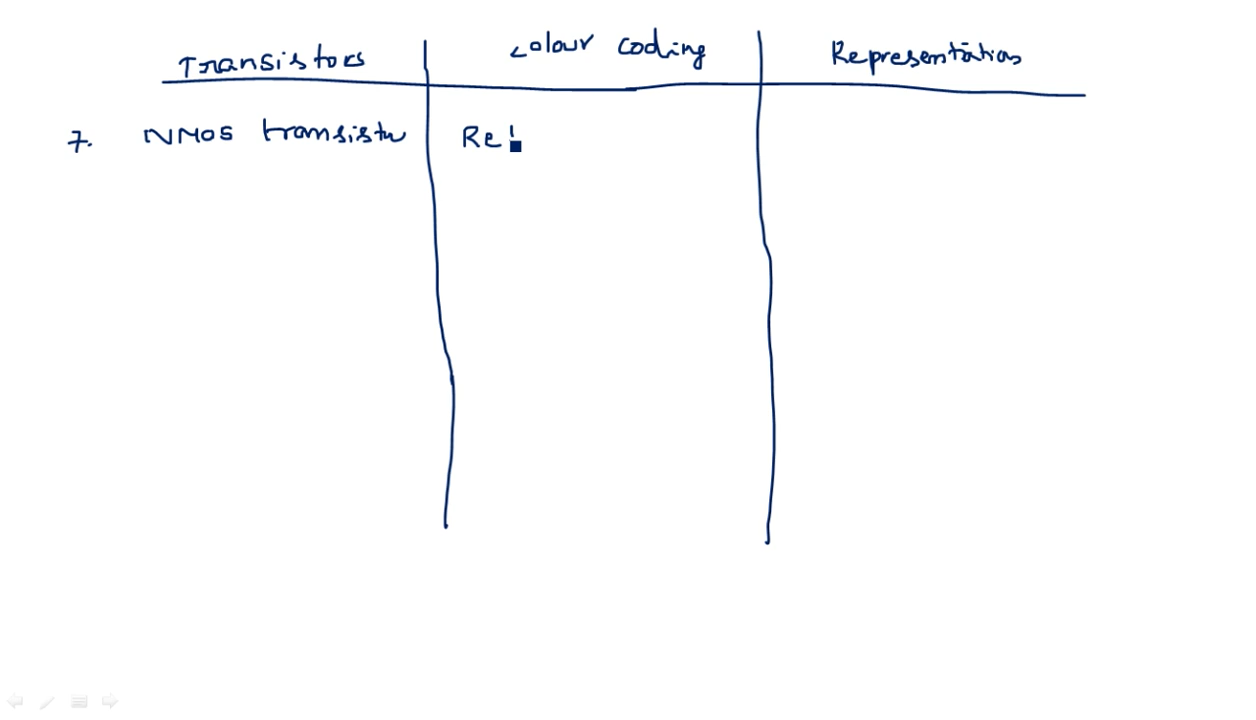 Transistors colour coding Representation
7. NMOS transistor Re